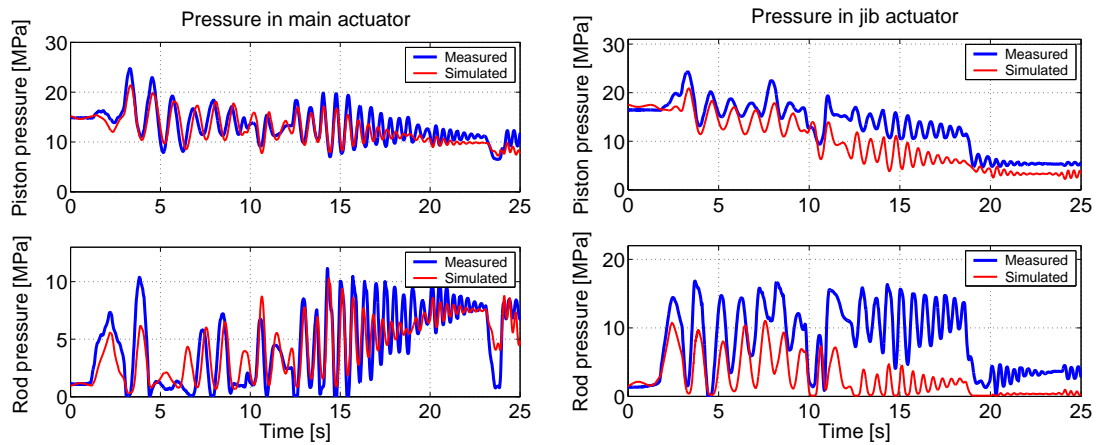 Pressure in main actuator
Piston pressure [MPa]
30
20
10
0
Measured
Simulated
0 5 10 15 20 25
Rod pressure [MPa]
10
5
0
Measured
Simulated
0 5 10 15 20 25
Time [s]
Pressure in jib actuator
Piston pressure [MPa]
30
20
10
0
Measured
Simulated
0 5 10 15 20 25
Rod pressure [MPa]
20
10
0
Measured
Simulated
0 5 10 15 20 25
Time [s]